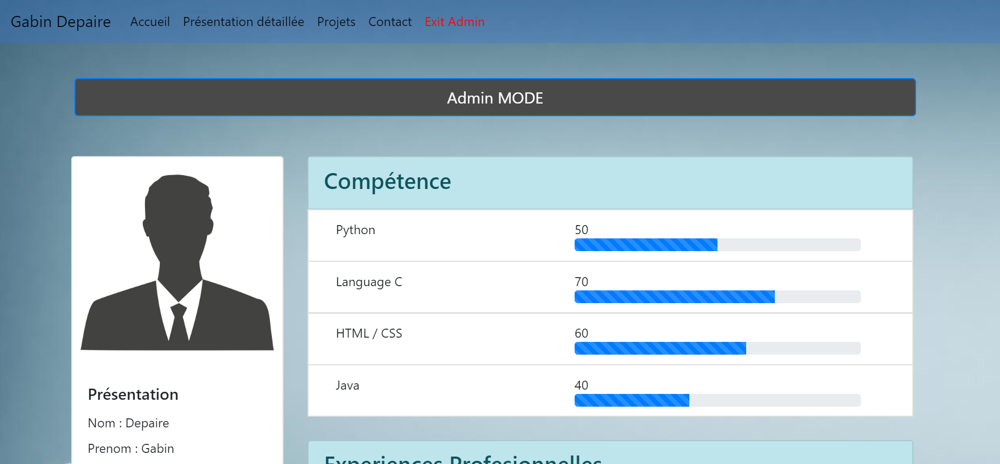 Gabin Depaire Accueil Présentation détaillée Projets Contact Exit Admin
Admin MODE
Présentation
Nom : Depaire
Prenom : Gabin
Compétence
Python 50
Language C 70
HTML / CSS 60
Java 40
Experiences Profesionnelles